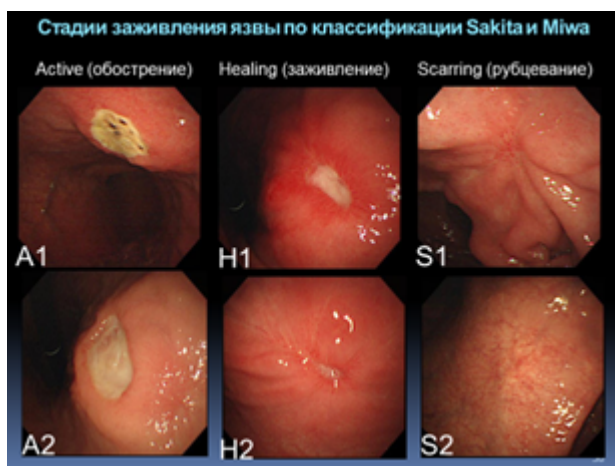 Стадии заживления язвы по классификации Sakita и Miwa
Active (обострение) Healing (заживление) Scarring (рубцевание)
A1 H1 S1
A2 H2 S2